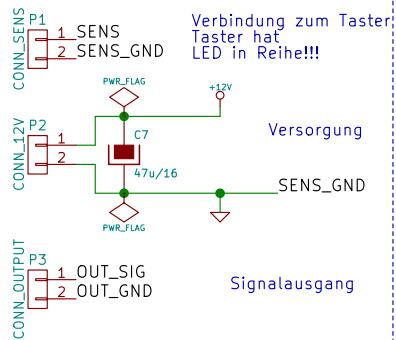 P1
CONN_SENS
1 SENS
2 SENS_GND
Verbindung zum Taster
Taster hat
LED in Reihe!!!
PWR_FLAG
+12V
P2
CONN_12V
1
2
C7
47u/16
Versorgung
SENS_GND
PWR_FLAG
P3
CONN_OUTPUT
1 OUT_SIG
2 OUT_GND
Signalausgang